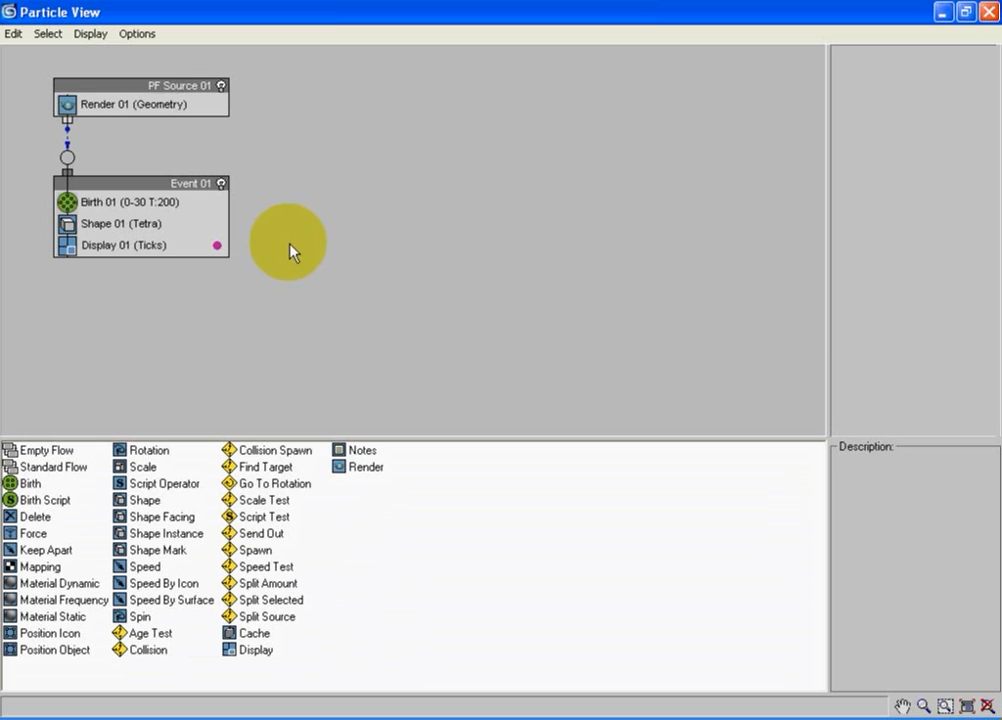 Particle View
Edit Select Display Options
PF Source 01
Render 01 (Geometry)
Event 01
Birth 01 (0-30 T:200)
Shape 01 (Tetra)
Display 01 (Ticks)
Empty Flow Rotation Collision Spawn Notes
Standard Flow Scale Find Target Render
Birth Script Operator Go To Rotation
Birth Script Shape Scale Test
Delete Shape Facing Script Test
Force Shape Instance Send Out
Keep Apart Shape Mark Spawn
Mapping Speed Speed Test
Material Dynamic Speed By Icon Split Amount
Material Frequency Speed By Surface Split Selected
Material Static Spin Split Source
Position Icon Age Test Cache
Position Object Collision Display
Description: